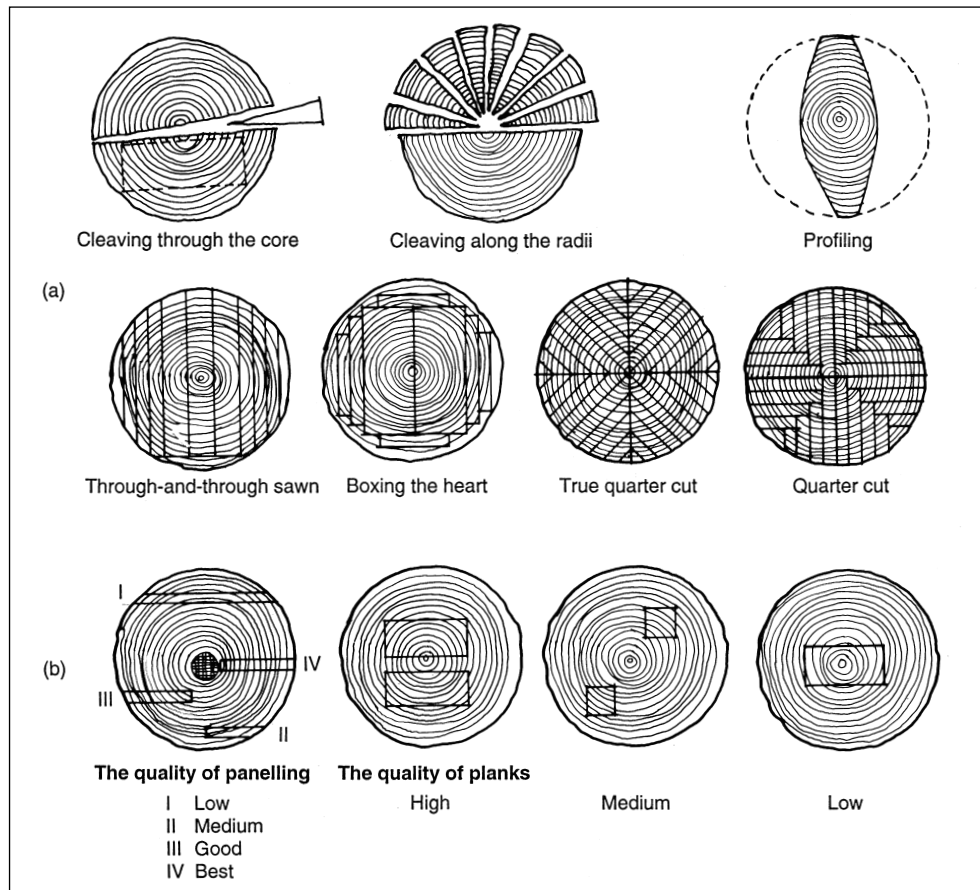 Cleaving through the core
Cleaving along the radii
Profiling
(a)
Through-and-through sawn
Boxing the heart
True quarter cut
Quarter cut
(b)
I
IV
III
II
The quality of panelling
I Low
II Medium
III Good
IV Best
The quality of planks
High
Medium
Low